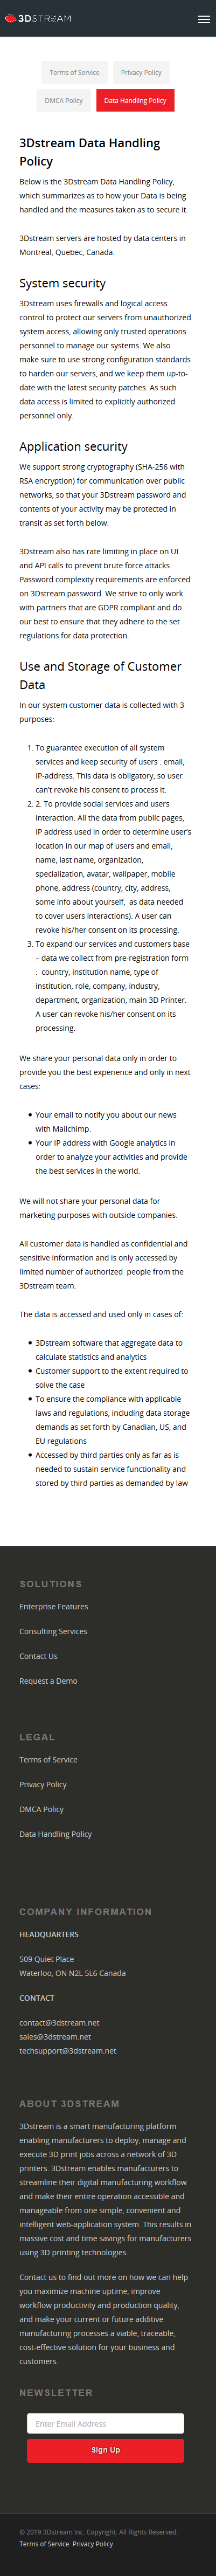 3DSTREAM
Terms of Service
Privacy Policy
DMCA Policy
Data Handling Policy
3Dstream Data Handling
Policy
Below is the 3Dstream Data Handling Policy,
which summarizes as to how your Data is being
handled and the measures taken as to secure it.
3Dstream servers are hosted by data centers in
Montreal, Quebec, Canada.
System security
3Dstream uses firewalls and logical access
control to protect our servers from unauthorized
system access, allowing only trusted operations
personnel to manage our systems. We also
make sure to use strong configuration standards
to harden our servers, and we keep them up-to-
date with the latest security patches. As such
data access is limited to explicitly authorized
personnel only.
Application security
We support strong cryptography (SHA-256 with
RSA encryption) for communication over public
networks, so that your 3Dstream password and
contents of your activity may be protected in
transit as set forth below.
3Dstream also has rate limiting in place on UI
and API calls to prevent brute force attacks.
Password complexity requirements are enforced
on 3Dstream password. We strive to only work
with partners that are GDPR compliant and do
our best to ensure that they adhere to the set
regulations for data protection.
Use and Storage of Customer
Data
In our system customer data is collected with 3
purposes:
1. To guarantee execution of all system
services and keep security of users : email,
IP-address. This data is obligatory, so user
can't revoke his consent to process it.
2. 2. To provide social services and users
interaction. All the data from public pages,
IP address used in order to determine user's
location in our map of users and email,
name, last name, organization,
specialization, avatar, wallpaper, mobile
phone, address (country, city, address,
some info about yourself,  as data needed
to cover users interactions). A user can
revoke his/her consent on its processing.
3. To expand our services and customers base
– data we collect from pre-registration form
:  country, institution name, type of
institution, role, company, industry,
department, organization, main 3D Printer.
A user can revoke his/her consent on its
processing.
We share your personal data only in order to
provide you the best experience and only in next
cases:
• Your email to notify you about our news
with Mailchimp.
• Your IP address with Google analytics in
order to analyze your activities and provide
the best services in the world.
We will not share your personal data for
marketing purposes with outside companies.
All customer data is handled as confidential and
sensitive information and is only accessed by
limited number of authorized  people from the
3Dstream team.
The data is accessed and used only in cases of:
• 3Dstream software that aggregate data to
calculate statistics and analytics
• Customer support to the extent required to
solve the case
• To ensure the compliance with applicable
laws and regulations, including data storage
demands as set forth by Canadian, US, and
EU regulations
• Accessed by third parties only as far as is
needed to sustain service functionality and
stored by third parties as demanded by law
SOLUTIONS
Enterprise Features
Consulting Services
Contact Us
Request a Demo
LEGAL
Terms of Service
Privacy Policy
DMCA Policy
Data Handling Policy
COMPANY INFORMATION
HEADQUARTERS
509 Quiet Place
Waterloo, ON N2L 5L6 Canada
CONTACT
contact@3dstream.net
sales@3dstream.net
techsupport@3dstream.net
ABOUT 3DSTREAM
3Dstream is a smart manufacturing platform
enabling manufacturers to deploy, manage and
execute 3D print jobs across a network of 3D
printers. 3Dstream enables manufacturers to
streamline their digital manufacturing workflow
and make their entire operation accessible and
manageable from one simple, convenient and
intelligent web-application system. This results in
massive cost and time savings for manufacturers
using 3D printing technologies.
Contact us to find out more on how we can help
you maximize machine uptime, improve
workflow productivity and production quality,
and make your current or future additive
manufacturing processes a viable, traceable,
cost-effective solution for your business and
customers.
NEWSLETTER
Enter Email Address
Sign Up
© 2019 3Dstream Inc. Copyright. All Rights Reserved.
Terms of Service. Privacy Policy.